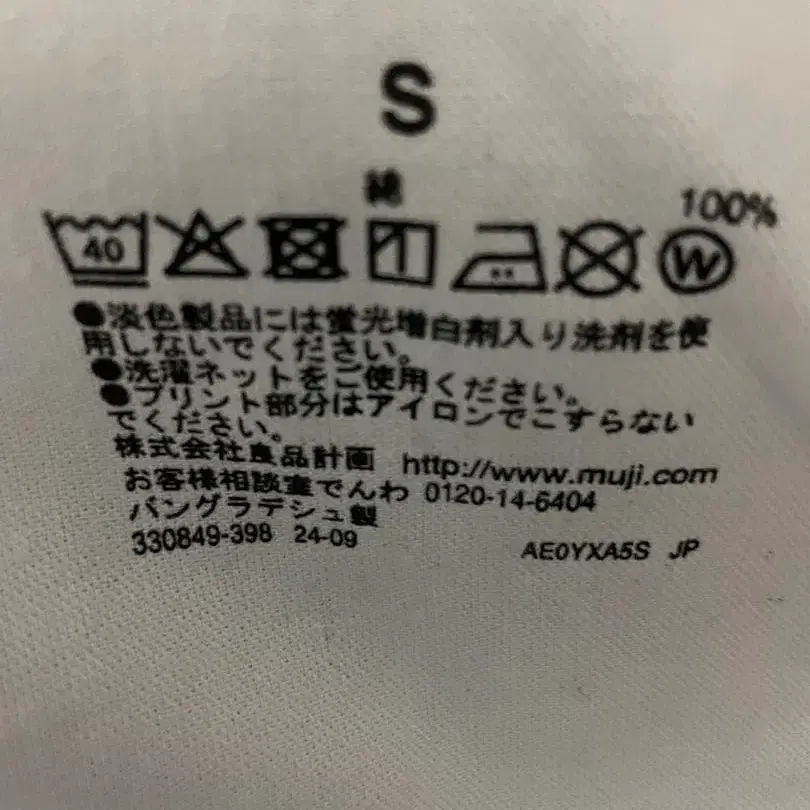 S
綿 100%
40 W
●淡色製品には蛍光増白剤入り洗剤を使
用しないでください。
●洗濯ネットをご使用ください。
●プリント部分はアイロンでこすらない
でください。
株式会社良品計画 http://www.muji.com
お客様相談室でんわ 0120-14-6404
バングラデシュ製
330849-398 24-09 AE0YXA5S JP